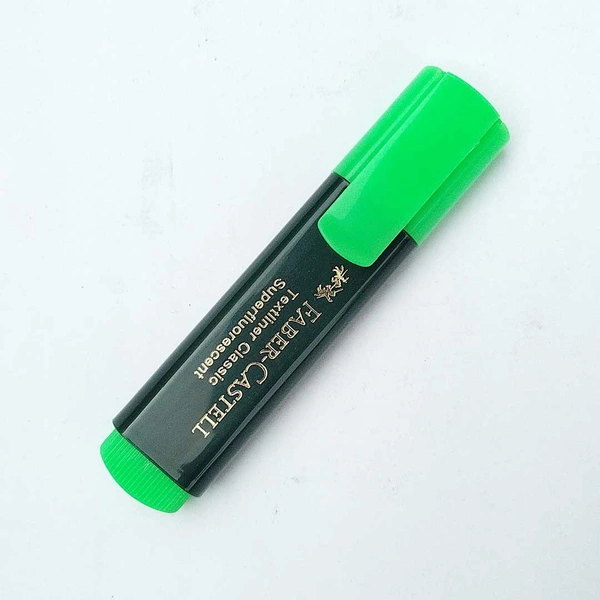 FABER-CASTELL
Textliner Classic
Superfluorescent